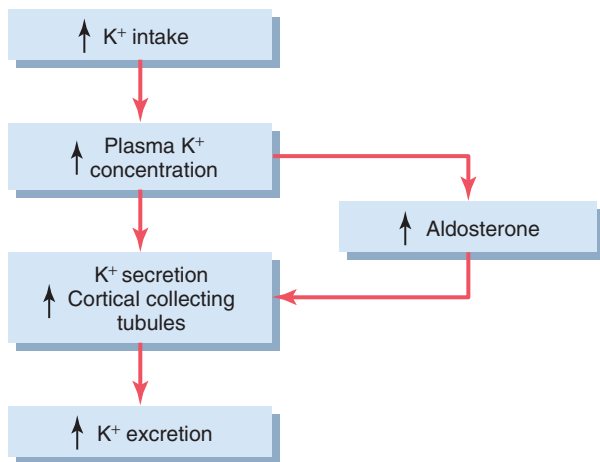 ↑ K⁺ intake
↑ Plasma K⁺
concentration
↑ Aldosterone
K⁺ secretion
↑ Cortical collecting
tubules
↑ K⁺ excretion